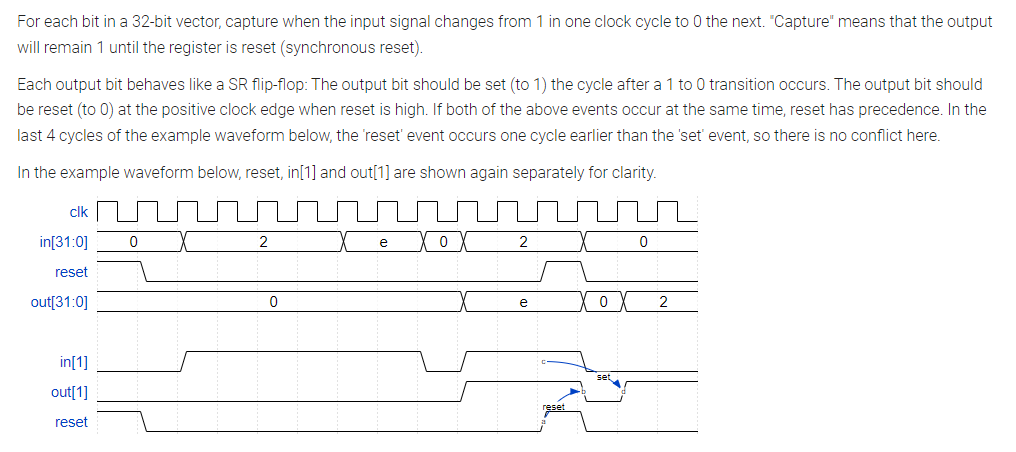 For each bit in a 32-bit vector, capture when the input signal changes from 1 in one clock cycle to 0 the next. "Capture" means that the output
will remain 1 until the register is reset (synchronous reset).
Each output bit behaves like a SR flip-flop: The output bit should be set (to 1) the cycle after a 1 to 0 transition occurs. The output bit should
be reset (to 0) at the positive clock edge when reset is high. If both of the above events occur at the same time, reset has precedence. In the
last 4 cycles of the example waveform below, the 'reset' event occurs one cycle earlier than the 'set' event, so there is no conflict here.
In the example waveform below, reset, in[1] and out[1] are shown again separately for clarity.
clk
in[31:0] 0 2 e 0 2 0
reset
out[31:0] 0 e 0 2
in[1] c
set
out[1] b d
reset
reset a